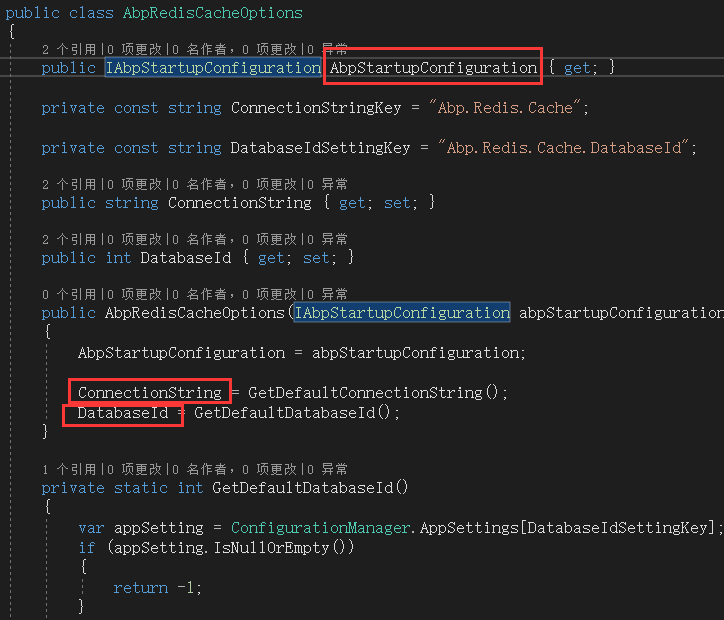 public class AbpRedisCacheOptions
{
2 个引用|0 项更改|0 名作者, 0 项更改|0 异常
public IAbpStartupConfiguration AbpStartupConfiguration { get; }
private const string ConnectionStringKey = "Abp.Redis.Cache";
private const string DatabaseIdSettingKey = "Abp.Redis.Cache.DatabaseId";
2 个引用|0 项更改|0 名作者, 0 项更改|0 异常
public string ConnectionString { get; set; }
2 个引用|0 项更改|0 名作者, 0 项更改|0 异常
public int DatabaseId { get; set; }
0 个引用|0 项更改|0 名作者, 0 项更改|0 异常
public AbpRedisCacheOptions(IAbpStartupConfiguration abpStartupConfiguration
{
AbpStartupConfiguration = abpStartupConfiguration;
ConnectionString = GetDefaultConnectionString();
DatabaseId = GetDefaultDatabaseId();
}
1 个引用|0 项更改|0 名作者, 0 项更改|0 异常
private static int GetDefaultDatabaseId()
{
var appSetting = ConfigurationManager.AppSettings[DatabaseIdSettingKey];
if (appSetting.IsNullOrEmpty())
{
return -1;
}